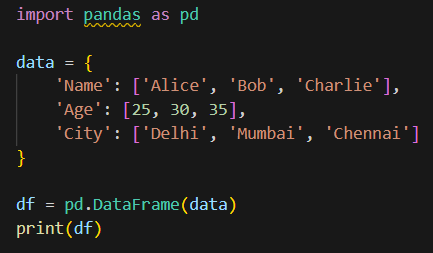 import pandas as pd
data = {
    'Name': ['Alice', 'Bob', 'Charlie'],
    'Age': [25, 30, 35],
    'City': ['Delhi', 'Mumbai', 'Chennai']
}
df = pd.DataFrame(data)
print(df)